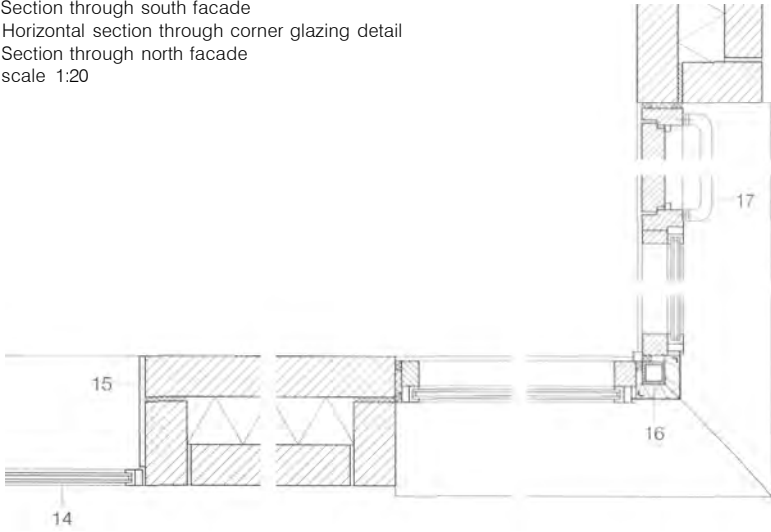 Section through south facade
Horizontal section through corner glazing detail
Section through north facade
scale 1:20
17
15
16
14